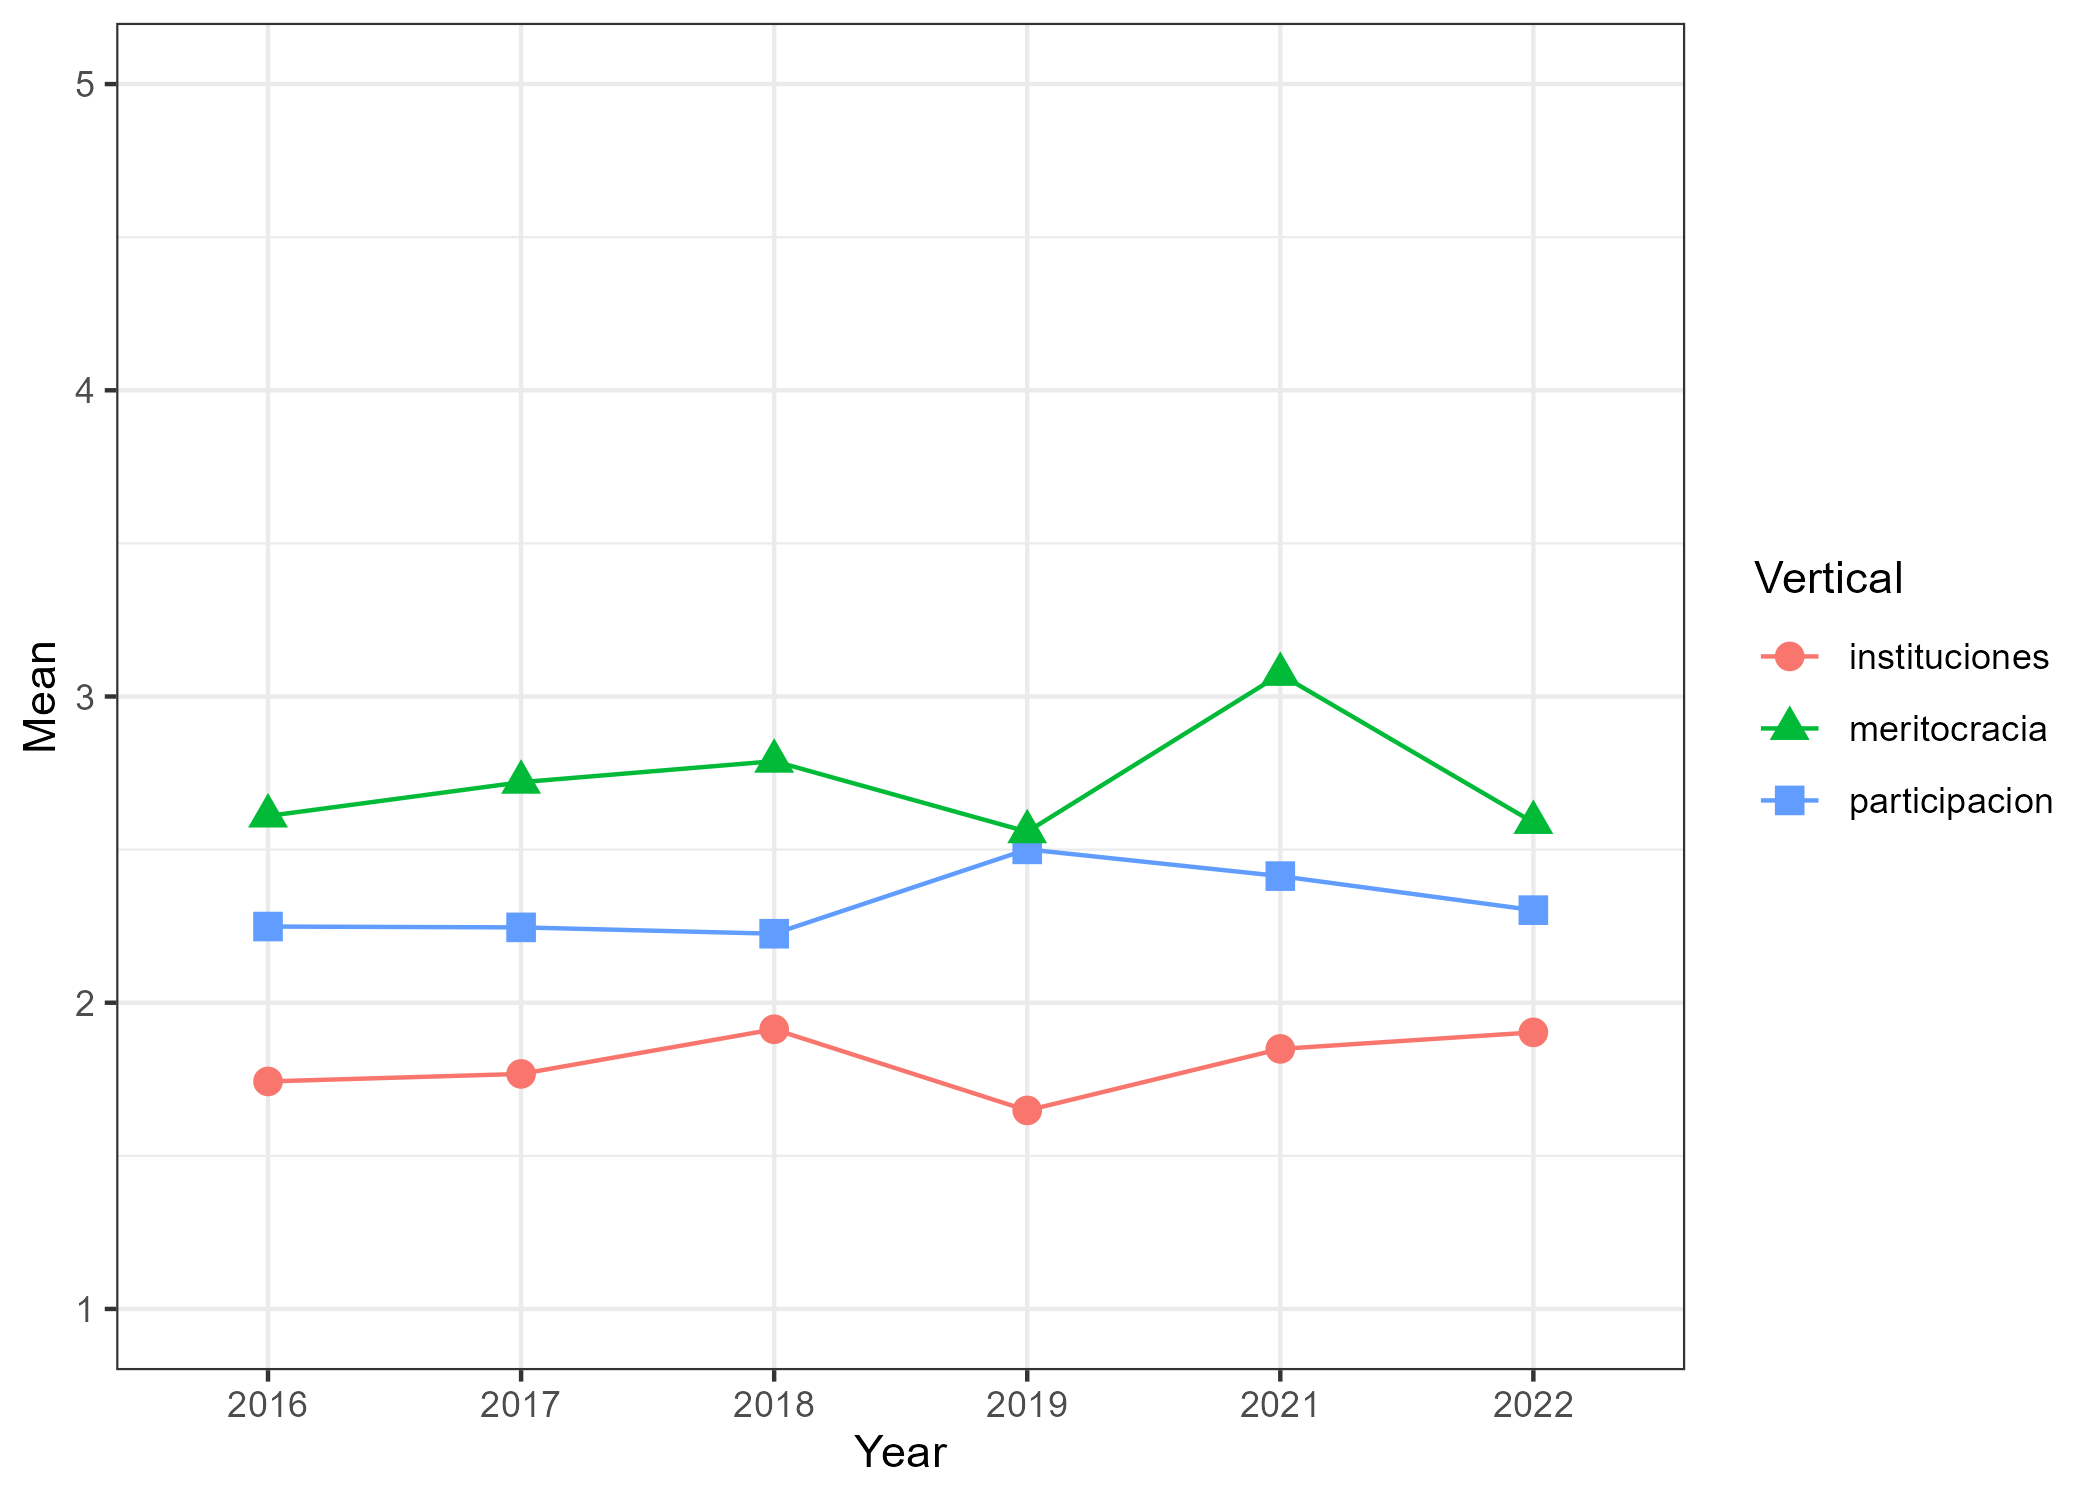 5
4
3
2
1
Mean
2016 2017 2018 2019 2021 2022
Year
Vertical
instituciones
meritocracia
participacion